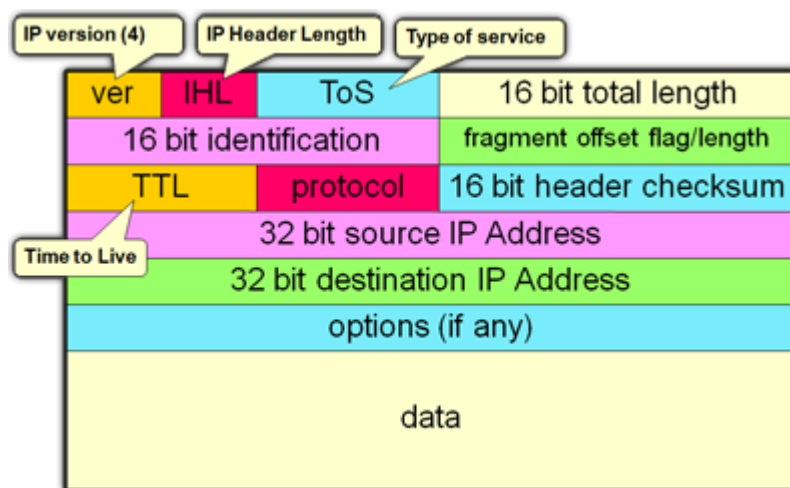 IP version (4)
IP Header Length
Type of service
ver IHL ToS 16 bit total length
16 bit identification fragment offset flag/length
TTL protocol 16 bit header checksum
32 bit source IP Address
Time to Live
32 bit destination IP Address
options (if any)
data